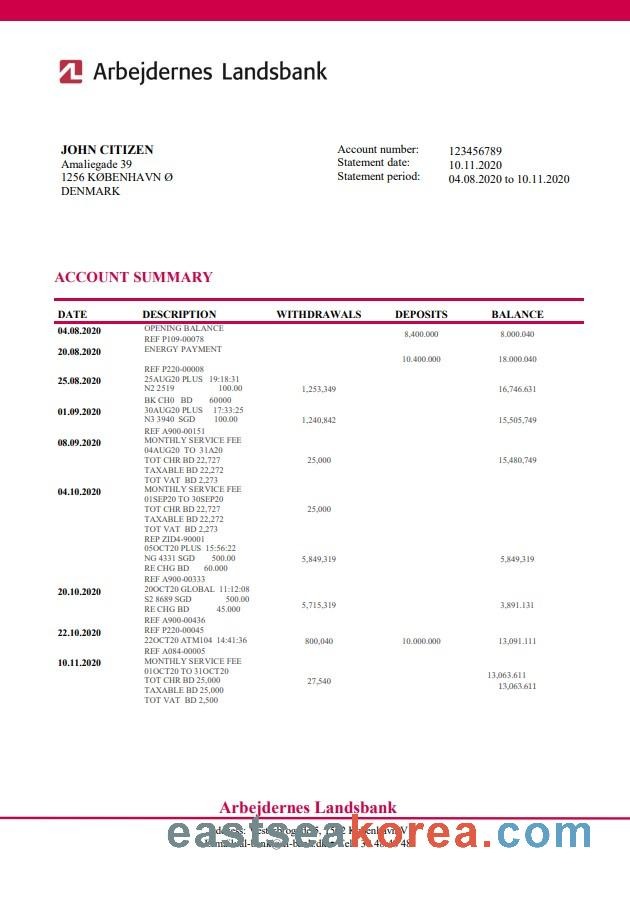 Arbejdernes Landsbank
JOHN CITIZEN
Amaliegade 39
1256 KØBENHAVN Ø
DENMARK
Account number: 123456789
Statement date: 10.11.2020
Statement period: 04.08.2020 to 10.11.2020
ACCOUNT SUMMARY
DATE DESCRIPTION WITHDRAWALS DEPOSITS BALANCE
04.08.2020 OPENING BALANCE 8,400.000 8.000.040
REF P109-00078
20.08.2020 ENERGY PAYMENT
10.400.000 18.000.040
REF P220-00008
25.08.2020 25AUG20 PLUS 19:18:31
N2 2519 100.00 1,253,349 16,746.631
BK CH0 BD 60000
01.09.2020 30AUG20 PLUS 17:33:25
N3 3940 SGD 100.00 1,240,842 15,505,749
REF A900-00151
08.09.2020 MONTHLY SERVICE FEE
04AUG20 TO 31A20
TOT CHR BD 22,727 25,000 15,480,749
TAXABLE BD 22,272
TOT VAT BD 2,273
04.10.2020 MONTHLY SERVICE FEE
01SEP20 TO 30SEP20
TOT CHR BD 22,727 25,000
TAXABLE BD 22,272
TOT VAT BD 2,273
REP ZID4-90001
05OCT20 PLUS 15:56:22
NG 4331 SGD 500.00 5,849,319 5,849,319
RE CHG BD 60.000
REF A900-00333
20.10.2020 20OCT20 GLOBAL 11:12:08
S2 8689 SGD 500.00
RE CHG BD 45.000 5,715,319 3,891.131
REF A900-00436
22.10.2020 REF P220-00045
22OCT20 ATM104 14:41:36 800,040 10.000.000 13,091.111
REF A084-00005
10.11.2020 MONTHLY SERVICE FEE
01OCT20 TO 31OCT20 13,063.611
TOT CHR BD 25,000 27,540
TAXABLE BD 25,000 13,063.611
TOT VAT BD 2,500
Arbejdernes Landsbank
eastseakorea.com